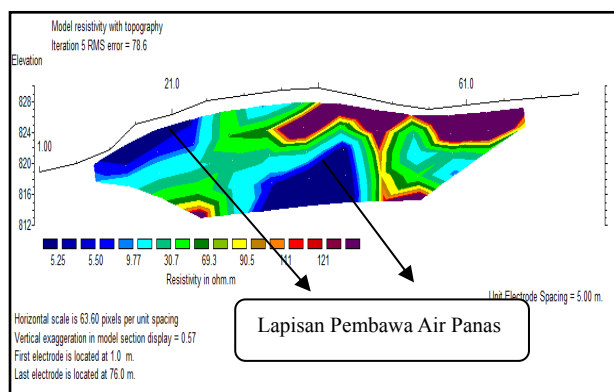 Model resistivity with topography
Iteration 5 RMS error = 78.6
Elevation
21.0
61.0
828
824
1.00
820
816
812
5.25 5.50 9.77 30.7 69.3 90.5 111 121
Resistivity in ohm.m
Unit Electrode Spacing = 5.00 m.
Lapisan Pembawa Air Panas
Horizontal scale is 63.60 pixels per unit spacing
Vertical exaggeration in model section display = 0.57
First electrode is located at 1.0 m.
Last electrode is located at 76.0 m.